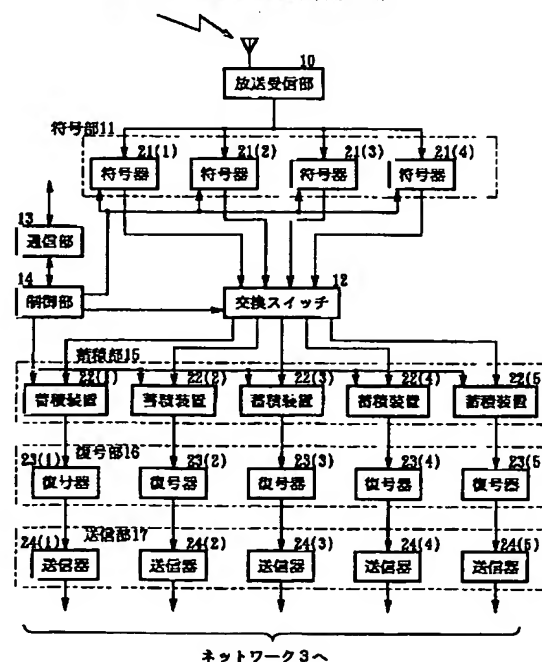 10
放送受信部
符号部11
21(1) 21(2) 21(3) 21(4)
符号器 符号器 符号器 符号器
13
通信部
14
制御部
12
交換スイッチ
蓄積部15
22(1) 22(2) 22(3) 22(4) 22(5
蓄積装置 蓄積装置 蓄積装置 蓄積装置 蓄積装置
復号部16
23(1) 23(2) 23(3) 23(4) 23(5
復号器 復号器 復号器 復号器 復号器
送信部17
24(1) 24(2) 24(3) 24(4) 24(5)
送信器 送信器 送信器 送信器 送信器
ネットワーク3へ